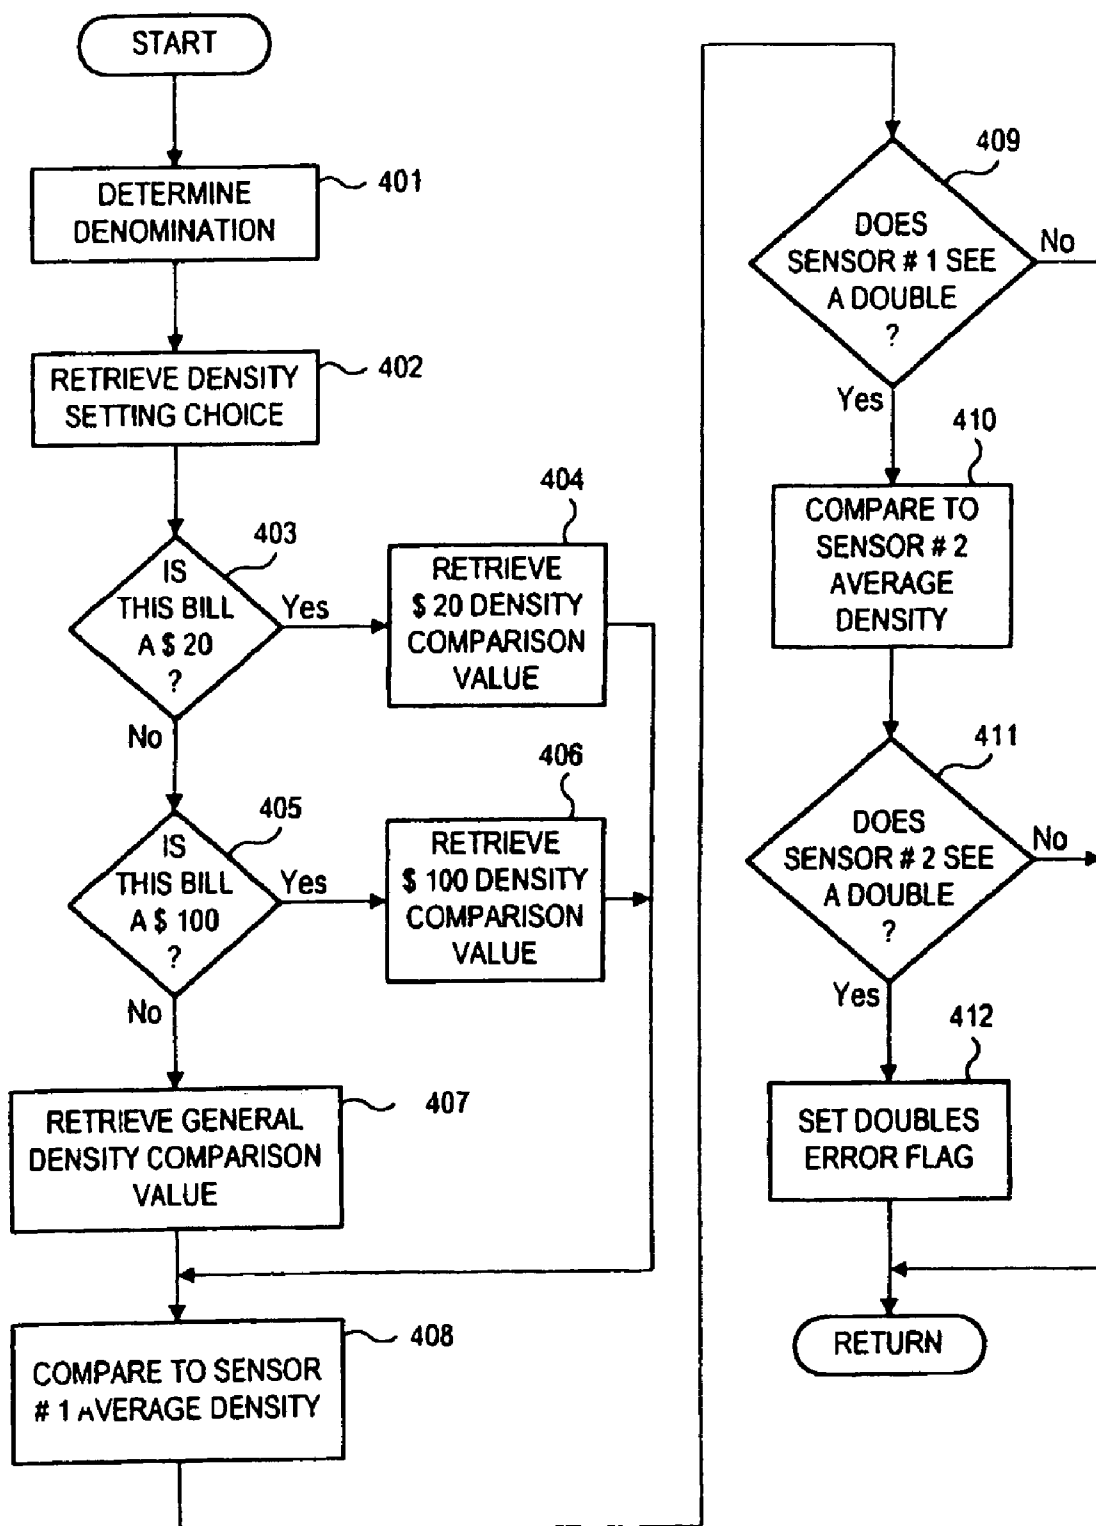 START
401
DETERMINE
DENOMINATION
402
RETRIEVE DENSITY
SETTING CHOICE
403
IS
THIS BILL
A $ 20
?
Yes
No
404
RETRIEVE
$ 20 DENSITY
COMPARISON
VALUE
405
IS
THIS BILL
A $ 100
?
Yes
No
406
RETRIEVE
$ 100 DENSITY
COMPARISON
VALUE
407
RETRIEVE GENERAL
DENSITY COMPARISON
VALUE
408
COMPARE TO SENSOR
# 1 AVERAGE DENSITY
409
DOES
SENSOR # 1 SEE
A DOUBLE
?
No
Yes
410
COMPARE TO
SENSOR # 2
AVERAGE
DENSITY
411
DOES
SENSOR # 2 SEE
A DOUBLE
?
No
Yes
412
SET DOUBLES
ERROR FLAG
RETURN